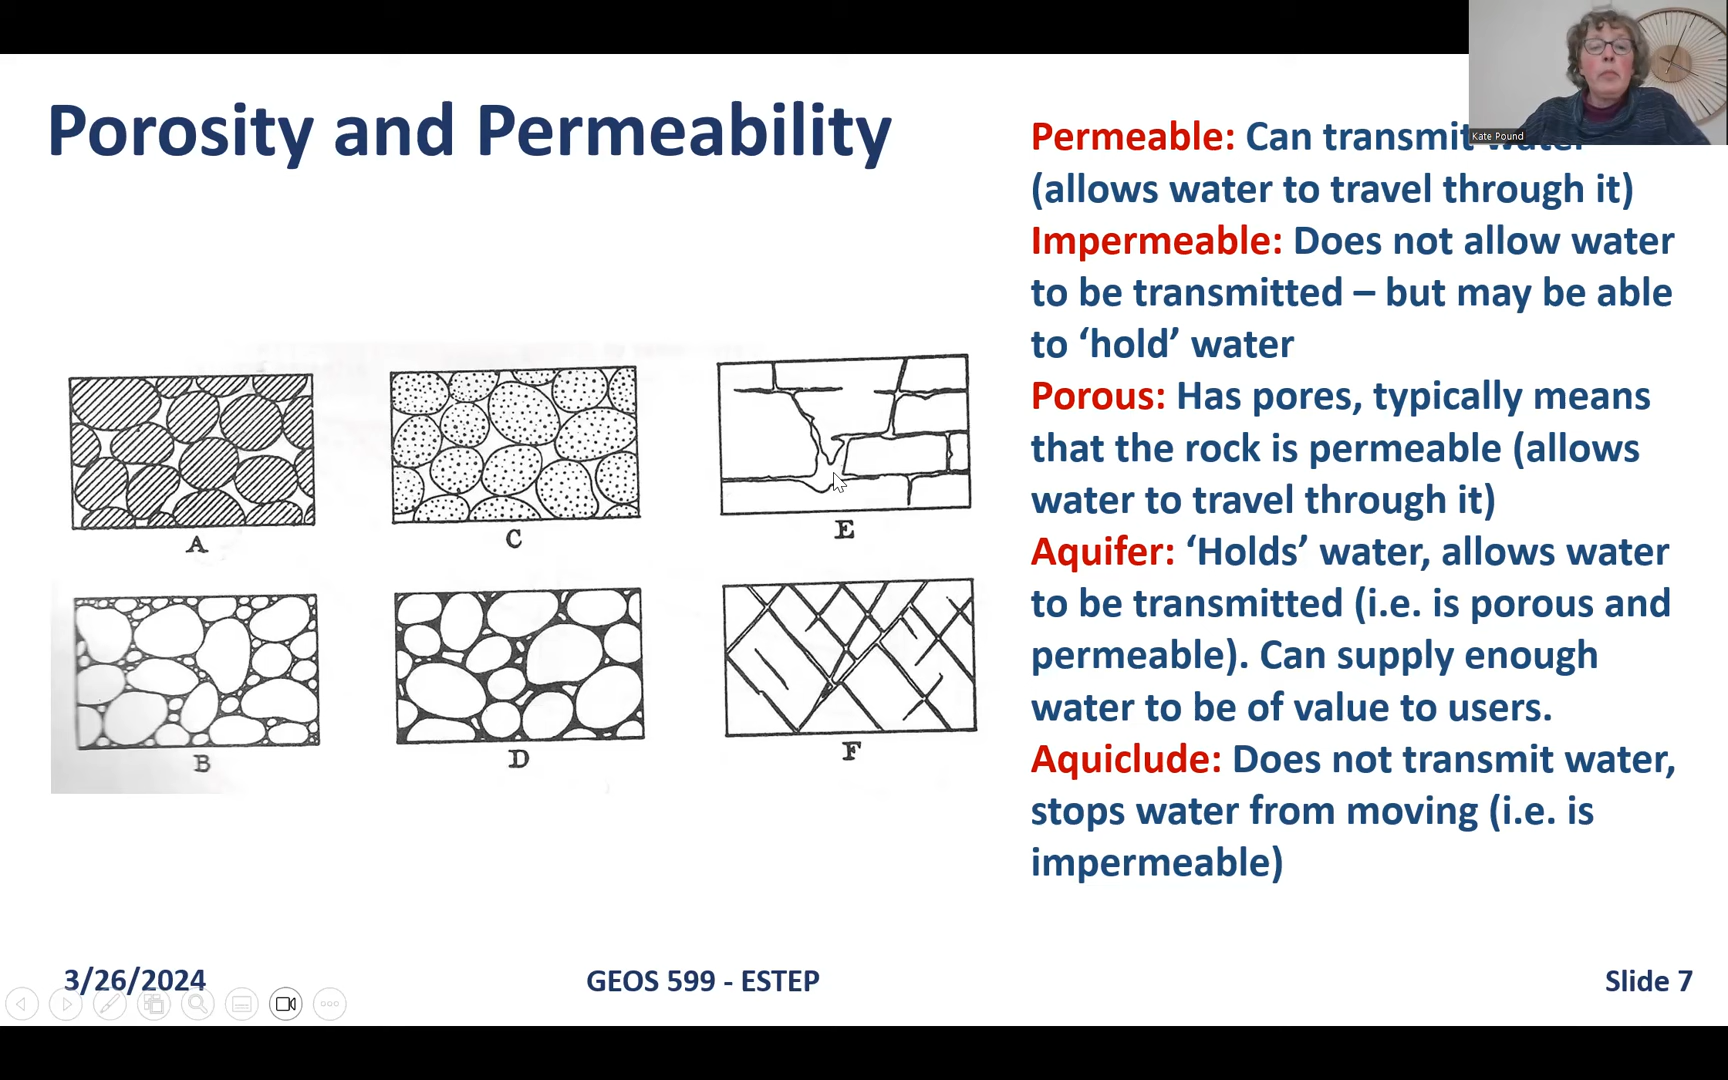 Porosity and Permeability
Kate Pound
Permeable: Can transmit water
(allows water to travel through it)
Impermeable: Does not allow water
to be transmitted – but may be able
to ‘hold’ water
Porous: Has pores, typically means
that the rock is permeable (allows
water to travel through it)
Aquifer: ‘Holds’ water, allows water
to be transmitted (i.e. is porous and
permeable). Can supply enough
water to be of value to users.
Aquiclude: Does not transmit water,
stops water from moving (i.e. is
impermeable)
A
C
E
B
D
F
3/26/2024
GEOS 599 - ESTEP
Slide 7